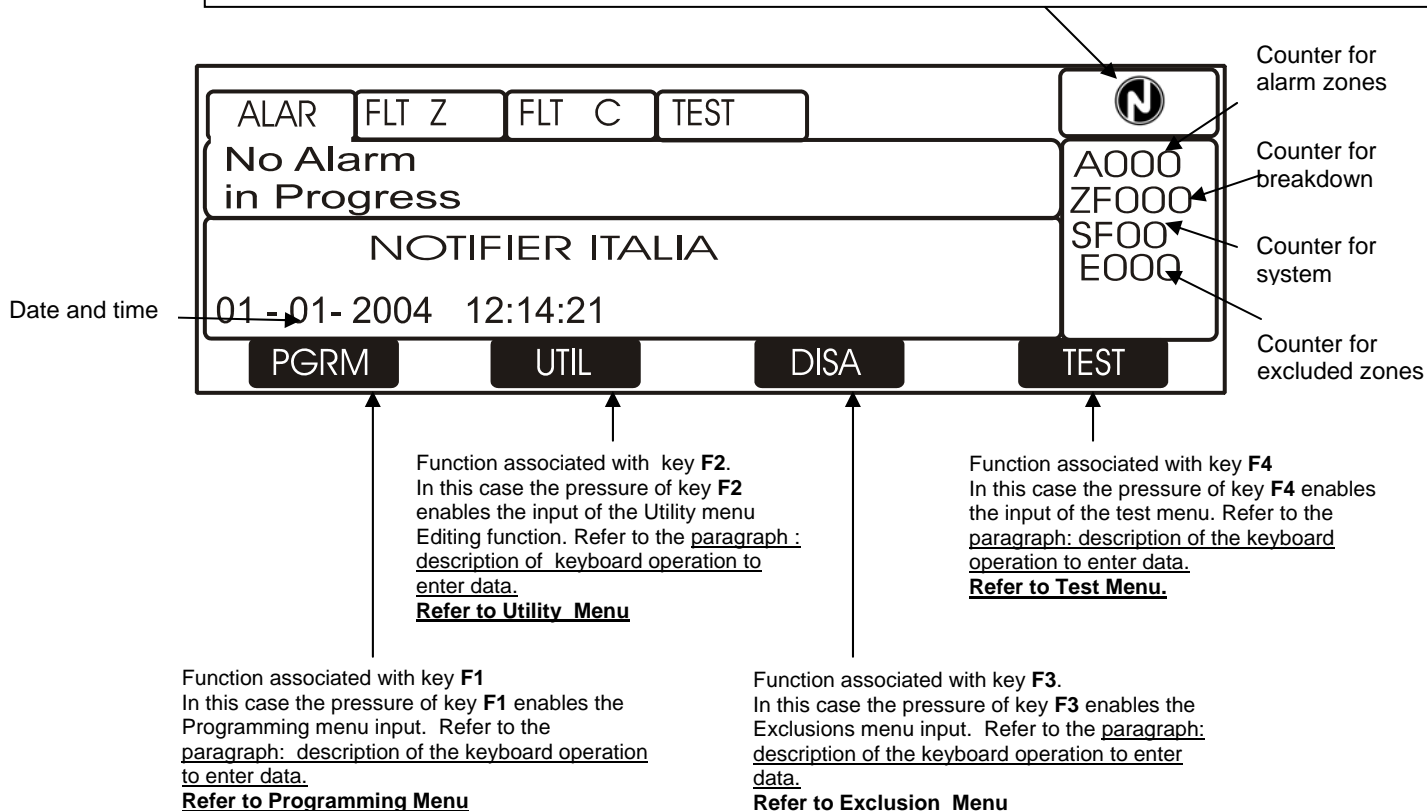 Counter for
alarm zones
N
ALAR FLT Z FLT C TEST
No Alarm
in Progress
A000
ZF000
SF00
E000
Counter for
breakdown
NOTIFIER ITALIA
Counter for
system
Date and time
01 - 01- 2004 12:14:21
Counter for
excluded zones
PGRM UTIL DISA TEST
Function associated with key F2.
In this case the pressure of key F2
enables the input of the Utility menu
Editing function. Refer to the paragraph :
description of keyboard operation to
enter data.
Refer to Utility Menu
Function associated with key F4
In this case the pressure of key F4 enables
the input of the test menu. Refer to the
paragraph: description of the keyboard
operation to enter data.
Refer to Test Menu.
Function associated with key F1
In this case the pressure of key F1 enables the
Programming menu input. Refer to the
paragraph: description of the keyboard operation
to enter data.
Refer to Programming Menu
Function associated with key F3.
In this case the pressure of key F3 enables the
Exclusions menu input. Refer to the paragraph:
description of the keyboard operation to enter
data.
Refer to Exclusion Menu